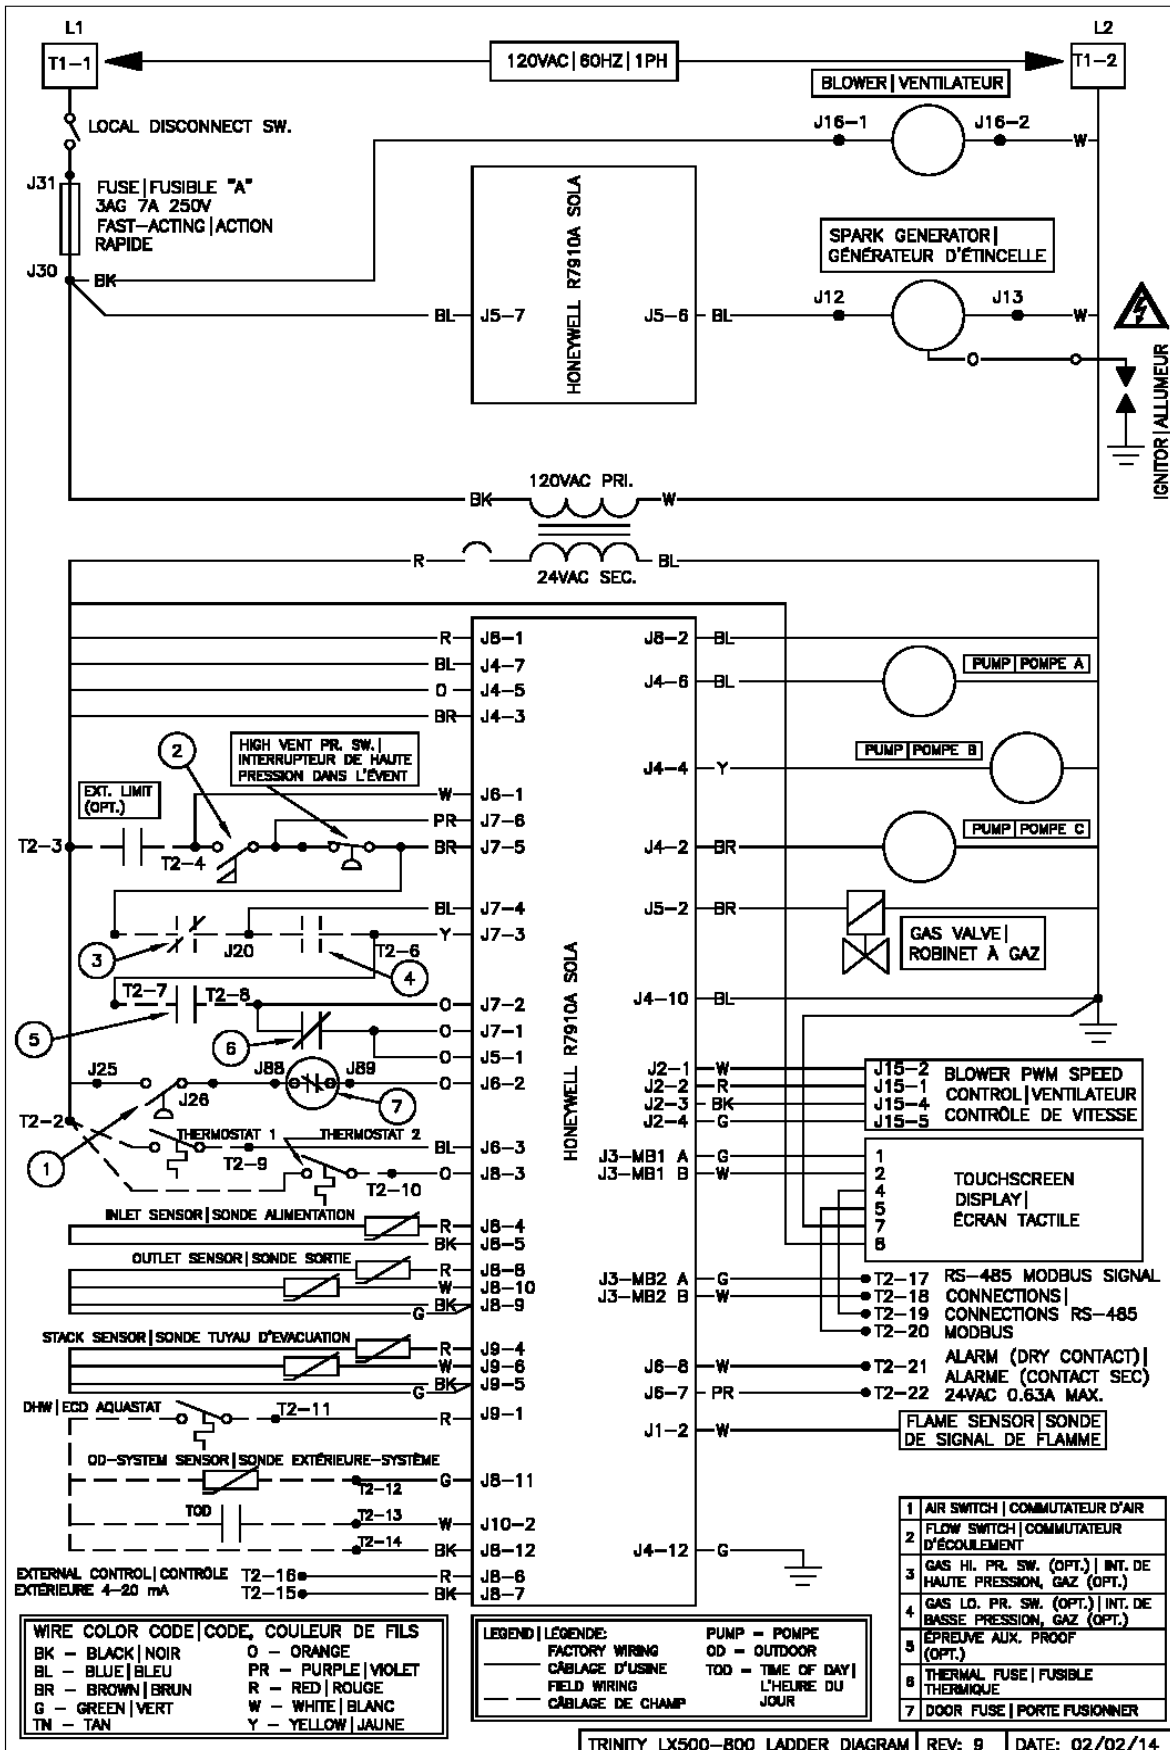 L1
L2
T1-1
120VAC|60HZ|1PH
T1-2
BLOWER|VENTILATEUR
LOCAL DISCONNECT SW.
J16-1
J16-2
W
J31
FUSE|FUSIBLE "A"
3AG 7A 250V
FAST-ACTING|ACTION
RAPIDE
HONEYWELL R7910A SOLA
SPARK GENERATOR|
GÉNÉRATEUR D'ÉTINCELLE
J30
BK
J12
J13
BL
J5-7
J5-6
BL
W
O
IGNITOR|ALLUMEUR
120VAC PRI.
BK
W
R
BL
24VAC SEC.
R
J8-1
J8-2
BL
BL
J4-7
PUMP|POMPE A
O
J4-5
J4-6
BL
BR
J4-3
2
HIGH VENT PR. SW.|
INTERRUPTEUR DE HAUTE
PRESSION DANS L'ÉVENT
PUMP|POMPE B
J4-4
Y
EXT. LIMIT
(OPT.)
W
J6-1
PR
J7-6
PUMP|POMPE C
T2-3
T2-4
BR
J7-5
J4-2
BR
BL
J7-4
J5-2
BR
3
J20
T2-6
Y
J7-3
GAS VALVE|
ROBINET À GAZ
4
T2-7
T2-8
O
J7-2
J4-10
BL
5
6
O
J7-1
O
J5-1
HONEYWELL R7910A SOLA
J25
J88
J89
O
J6-2
J26
7
J2-1
W
J15-2
J2-2
R
J15-1
J2-3
BK
J15-4
J2-4
G
J15-5
BLOWER PWM SPEED
CONTROL|VENTILATEUR
CONTRÔLE DE VITESSE
T2-2
THERMOSTAT 1
THERMOSTAT 2
1
T2-9
BL
J6-3
J3-MB1 A
G
1
T2-10
O
J8-3
J3-MB1 B
W
2
4
5
7
8
TOUCHSCREEN
DISPLAY|
ÉCRAN TACTILE
INLET SENSOR|SONDE ALIMENTATION
R
J8-4
BK
J8-5
OUTLET SENSOR|SONDE SORTIE
R
J8-8
W
J8-10
BK
J8-9
G
J3-MB2 A
G
T2-17
J3-MB2 B
W
T2-18
T2-19
T2-20
RS-485 MODBUS SIGNAL
CONNECTIONS|
CONNECTIONS RS-485
MODBUS
STACK SENSOR|SONDE TUYAU D'EVACUATION
R
J9-4
W
J9-6
BK
J9-5
G
J6-8
W
T2-21
J6-7
PR
T2-22
ALARM (DRY CONTACT)|
ALARME (CONTACT SEC)
24VAC 0.63A MAX.
DHW|ECD AQUASTAT
T2-11
R
J9-1
J1-2
W
FLAME SENSOR|SONDE
DE SIGNAL DE FLAMME
OD-SYSTEM SENSOR|SONDE EXTÉRIEURE-SYSTÈME
T2-12
G
J8-11
TOD
T2-13
W
J10-2
T2-14
BK
J8-12
J4-12
G
EXTERNAL CONTROL|CONTRÔLE
EXTÉRIEURE 4-20 mA
T2-16
R
J8-6
T2-15
BK
J8-7
1 AIR SWITCH|COMMUTATEUR D'AIR
2 FLOW SWITCH|COMMUTATEUR
D'ÉCOULEMENT
3 GAS HI. PR. SW. (OPT.)|INT. DE
HAUTE PRESSION, GAZ (OPT.)
4 GAS LO. PR. SW. (OPT.)|INT. DE
BASSE PRESSION, GAZ (OPT.)
5 ÉPREUVE AUX. PROOF
(OPT.)
6 THERMAL FUSE|FUSIBLE
THERMIQUE
7 DOOR FUSE|PORTE FUSIONNER
WIRE COLOR CODE|CODE, COULEUR DE FILS
BK - BLACK|NOIR
BL - BLUE|BLEU
BR - BROWN|BRUN
G - GREEN|VERT
TN - TAN
O - ORANGE
PR - PURPLE|VIOLET
R - RED|ROUGE
W - WHITE|BLANC
Y - YELLOW|JAUNE
LEGEND|LÉGENDE:
FACTORY WIRING
CÂBLAGE D'USINE
FIELD WIRING
CÂBLAGE DE CHAMP
PUMP - POMPE
OD - OUTDOOR
TOD - TIME OF DAY|
L'HEURE DU
JOUR
TRINITY LX500-800 LADDER DIAGRAM
REV: 9
DATE: 02/02/14